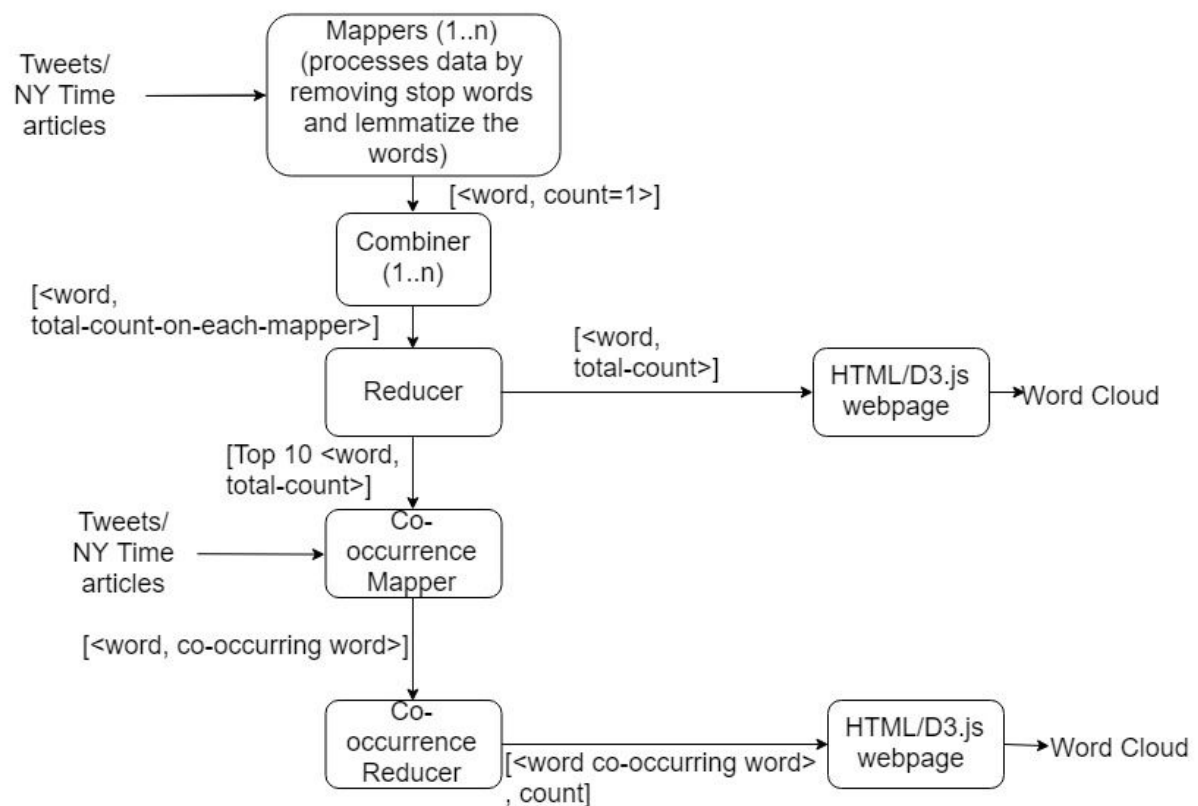 Mappers (1..n)
(processes data by
removing stop words
and lemmatize the
words)
Tweets/
NY Time
articles
[<word, count=1>]
Combiner
(1..n)
[<word,
total-count-on-each-mapper>]
Reducer
[<word,
total-count>]
HTML/D3.js
webpage
Word Cloud
[Top 10 <word,
total-count>]
Tweets/
NY Time
articles
Co-
occurrence
Mapper
[<word, co-occurring word>]
Co-
occurrence
Reducer
[<word co-occurring word>
, count]
HTML/D3.js
webpage
Word Cloud